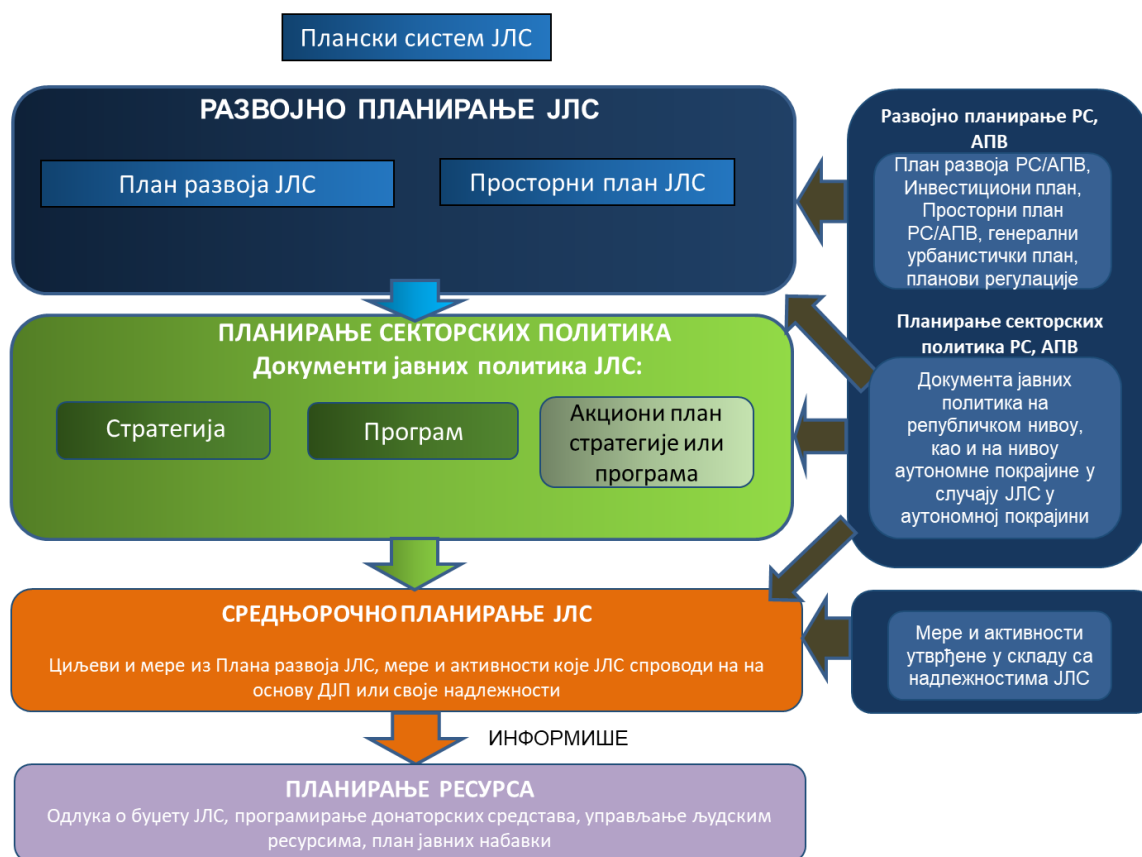 Плански систем ЈЛС
РАЗВОЈНО ПЛАНИРАЊЕ ЈЛС
План развоја ЈЛС
Просторни план ЈЛС
ПЛАНИРАЊЕ СЕКТОРСКИХ ПОЛИТИКА
Документи јавних политика ЈЛС:
Стратегија
Програм
Акциони план
стратегије или
програма
СРЕДЊОРОЧНО ПЛАНИРАЊЕ ЈЛС
Циљеви и мере из Плана развоја ЈЛС, мере и активности које ЈЛС спроводи на на
основу ДЈП или своје надлежности
ИНФОРМИШЕ
ПЛАНИРАЊЕ РЕСУРСА
Одлука о буџету ЈЛС, програмирање донаторских средстава, управљање људским
ресурсима, план јавних набавки
Развојно планирање РС,
АПВ
План развоја РС/АПВ,
Инвестициони план,
Просторни план
РС/АПВ, генерални
урбанистички план,
планови регулације
Планирање секторских
политика РС, АПВ
Документа јавних
политика на
републичком нивоу,
као и на нивоу
аутономне покрајине у
случају ЈЛС у
аутономној покрајини
Мере и активности
утврђене у складу са
надлежностима ЈЛС